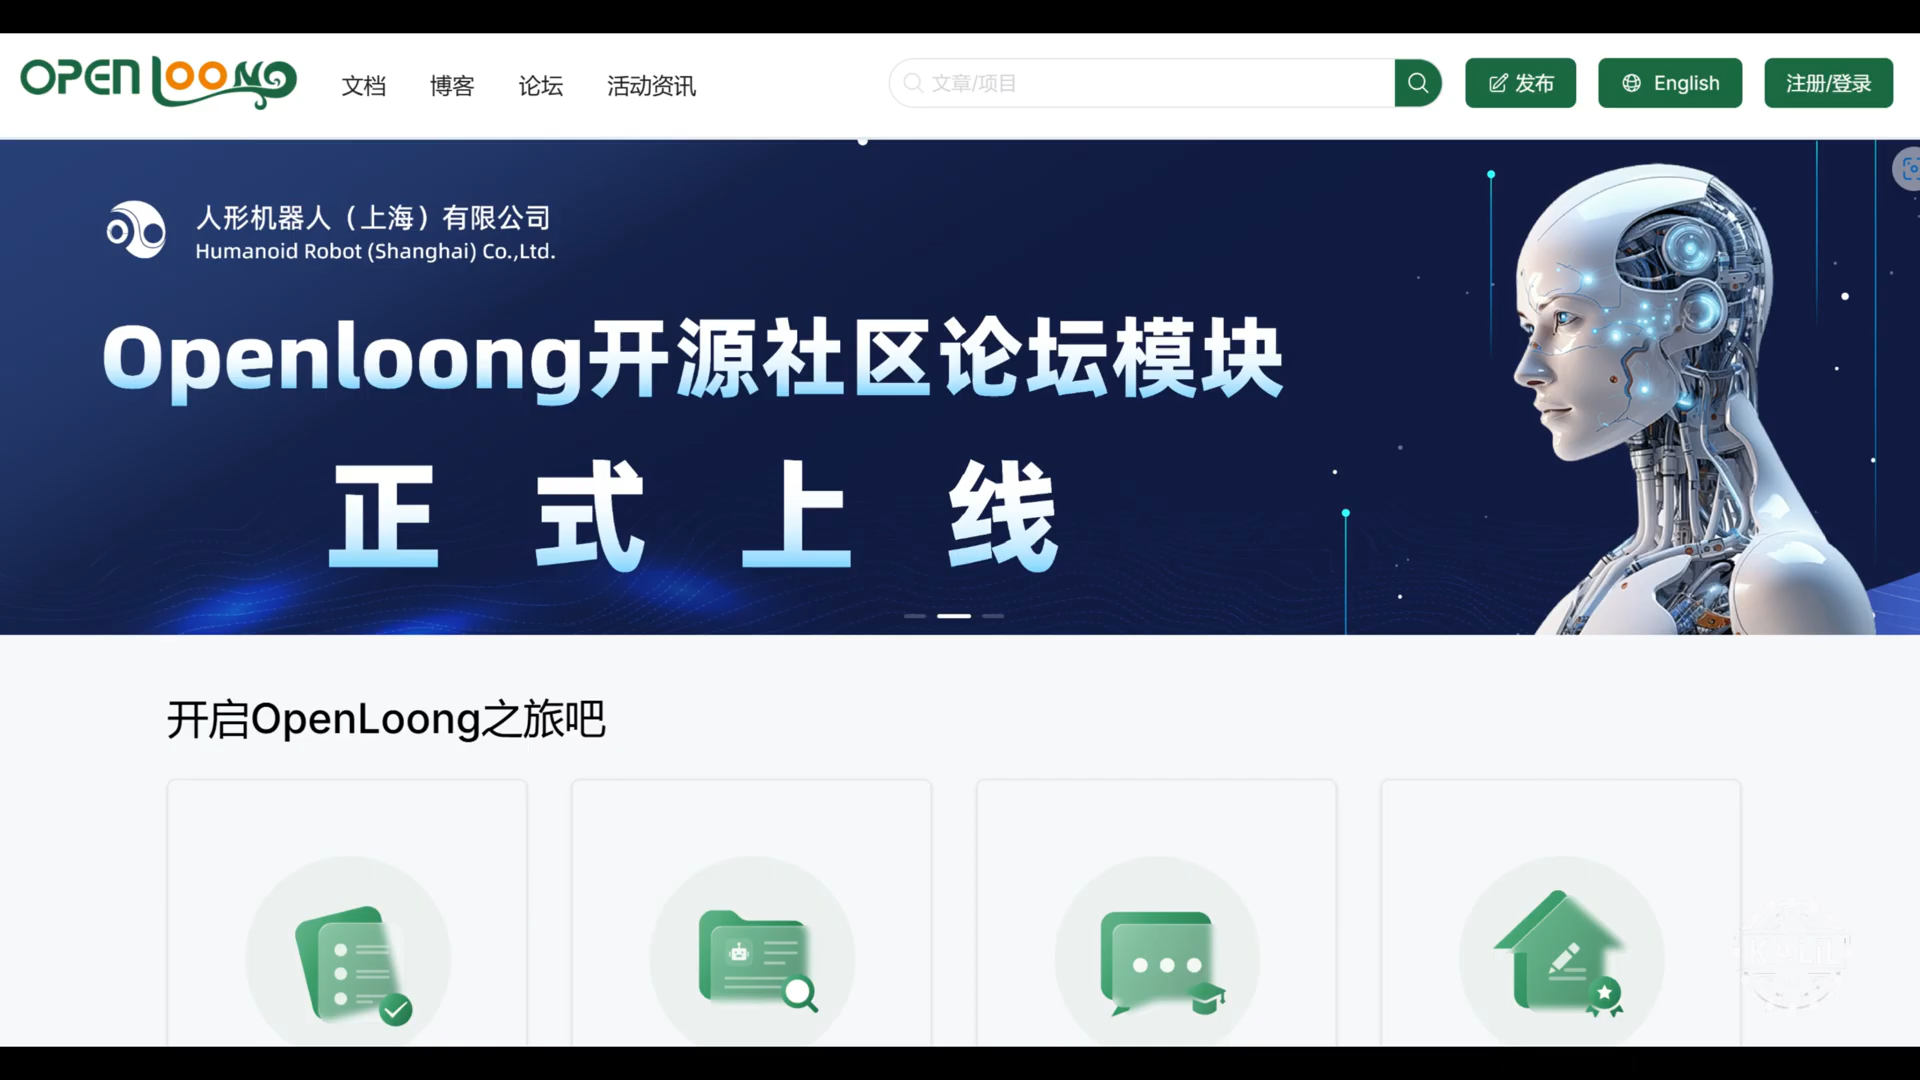 OPEN LOONG
文档 博客 论坛 活动资讯 文章/项目 发布 English 注册/登录
人形机器人（上海）有限公司
Humanoid Robot (Shanghai) Co.,Ltd.
Openloong开源社区论坛模块
正式上线
开启OpenLoong之旅吧